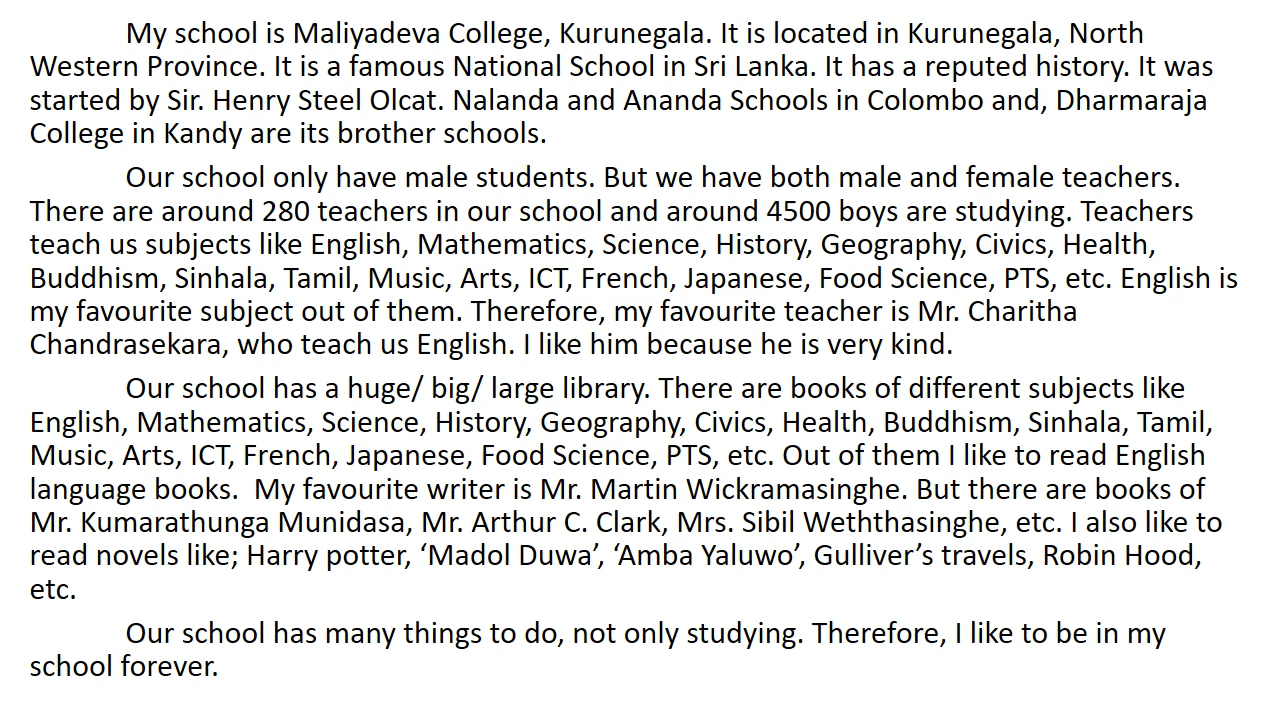 My school is Maliyadeva College, Kurunegala. It is located in Kurunegala, North
Western Province. It is a famous National School in Sri Lanka. It has a reputed history. It was
started by Sir. Henry Steel Olcat. Nalanda and Ananda Schools in Colombo and, Dharmaraja
College in Kandy are its brother schools.
Our school only have male students. But we have both male and female teachers.
There are around 280 teachers in our school and around 4500 boys are studying. Teachers
teach us subjects like English, Mathematics, Science, History, Geography, Civics, Health,
Buddhism, Sinhala, Tamil, Music, Arts, ICT, French, Japanese, Food Science, PTS, etc. English is
my favourite subject out of them. Therefore, my favourite teacher is Mr. Charitha
Chandrasekara, who teach us English. I like him because he is very kind.
Our school has a huge/ big/ large library. There are books of different subjects like
English, Mathematics, Science, History, Geography, Civics, Health, Buddhism, Sinhala, Tamil,
Music, Arts, ICT, French, Japanese, Food Science, PTS, etc. Out of them I like to read English
language books.  My favourite writer is Mr. Martin Wickramasinghe. But there are books of
Mr. Kumarathunga Munidasa, Mr. Arthur C. Clark, Mrs. Sibil Weththasinghe, etc. I also like to
read novels like; Harry potter, ‘Madol Duwa’, ‘Amba Yaluwo’, Gulliver’s travels, Robin Hood,
etc.
Our school has many things to do, not only studying. Therefore, I like to be in my
school forever.